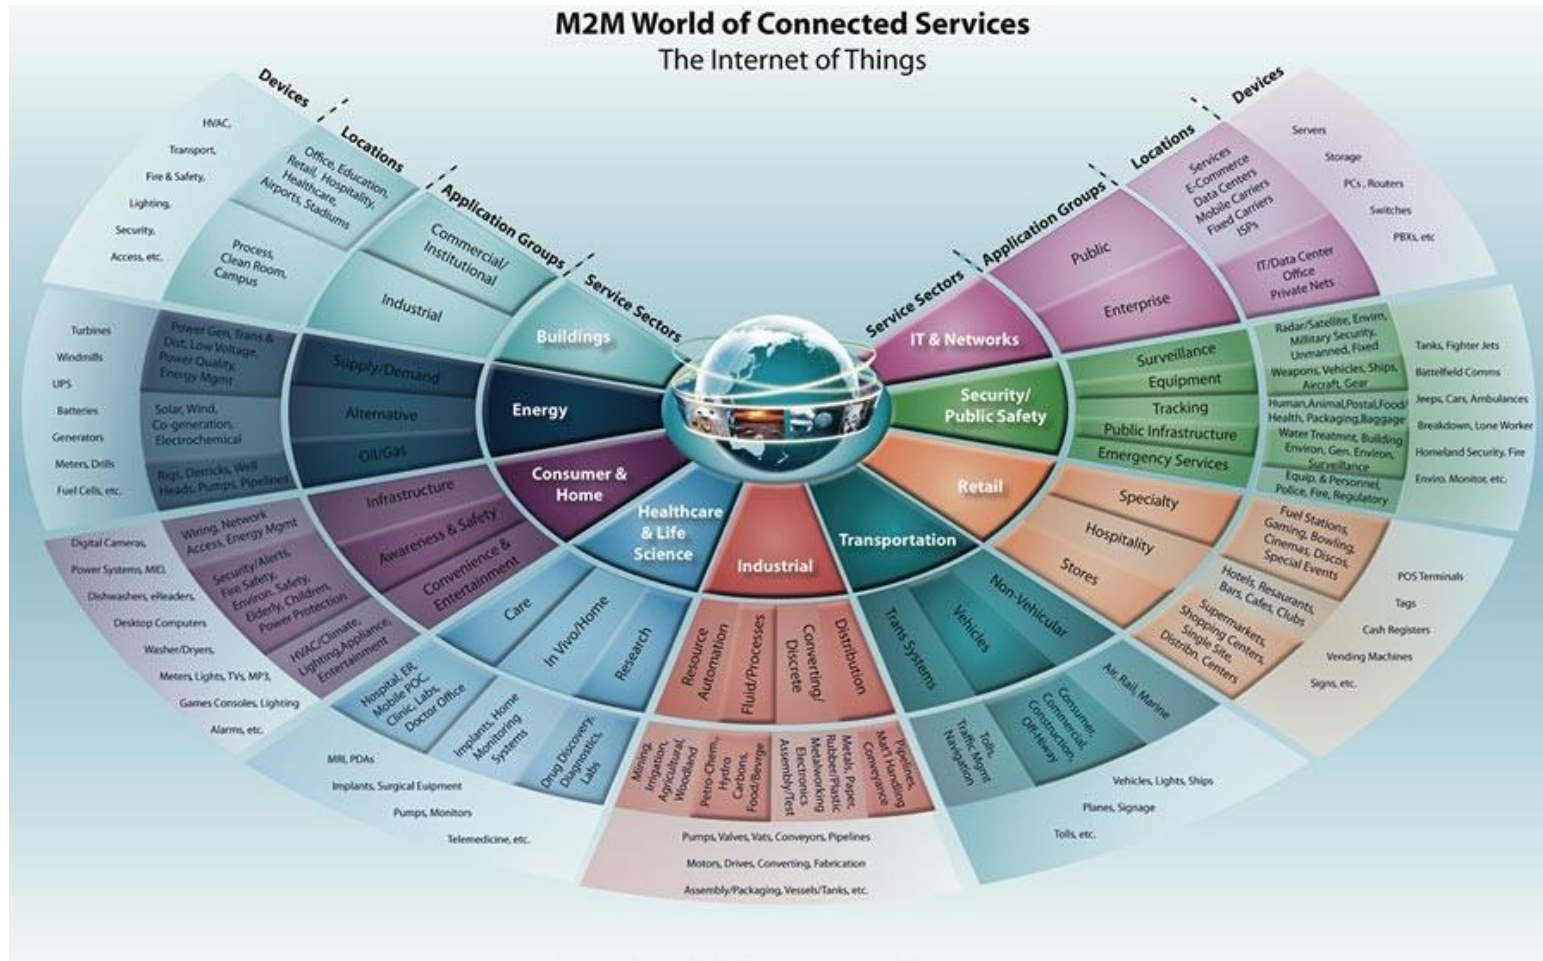 M2M World of Connected Services
The Internet of Things
Devices
Locations
Application Groups
Service Sectors
Buildings
Commercial/
Institutional
Industrial
Office, Education,
Retail, Hospitality,
Healthcare,
Airports, Stadiums
Process,
Clean Room,
Campus
HVAC,
Transport,
Fire & Safety,
Lighting,
Security,
Access, etc.
Energy
Supply/Demand
Alternative
Oil/Gas
Power Gen, Trans &
Dist, Low Voltage,
Power Quality,
Energy Mgmt
Solar, Wind,
Co-generation,
Electrochemical
Rigs, Derricks, Well
Heads, Pumps, Pipelines
Turbines
Windmills
UPS
Batteries
Generators
Meters, Drills
Fuel Cells, etc.
Consumer &
Home
Infrastructure
Awareness & Safety
Convenience &
Entertainment
Wiring, Network
Access, Energy Mgmt
Security/Alerts,
Fire Safety,
Environ. Safety,
Elderly, Children,
Power Protection
HVAC/Climate,
Lighting,Appliance,
Entertainment
Digital Cameras,
Power Systems, MID,
Dishwashers, eReaders,
Desktop Computers
Washer/Dryers,
Meters, Lights, TVs, MP3,
Games Consoles, Lighting
Alarms, etc.
Healthcare
& Life
Science
Care
In Vivo/Home
Research
Hospital, ER,
Mobile POC,
Clinic, Labs,
Doctor Office
Implants, Home
Monitoring
Systems
Drug Discovery,
Diagnostics,
Labs
MRI, PDAs
Implants, Surgical Euipment
Pumps, Monitors
Telemedicine, etc.
Industrial
Resource
Automation
Fluid/Processes
Converting/
Discrete
Distribution
Mining,
Irrigation,
Agricultural,
Woodland
Petro-Chem.,
Hydro
Carbons,
Food/Bevrge
Metals, Paper,
Rubber/Plastic
Metalworking
Electronics
Assembly/Test
Pipelines,
Mat'l Handling
Conveyance
Pumps, Valves, Vats, Conveyors, Pipelines
Motors, Drives, Converting, Fabrication
Assembly/Packaging, Vessels/Tanks, etc.
Transportation
Trans Systems
Vehicles
Non-Vehicular
Tolls,
Traffic Mgmt
Navigation
Consumer,
Commercial,
Construction,
Off-Hiway
Air, Rail, Marine
Vehicles, Lights, Ships
Planes, Signage
Tolls, etc.
Retail
Specialty
Hospitality
Stores
Fuel Stations,
Gaming, Bowling,
Cinemas, Discos,
Special Events
Hotels, Resaurants,
Bars, Cafes, Clubs
Supermarkets,
Shopping Centers,
Single Site,
Distribn. Centers
POS Terminals
Tags
Cash Registers
Vending Machines
Signs, etc.
Security/
Public Safety
Surveillance
Equipment
Tracking
Public Infrastructure
Emergency Services
Radar/Satellite, Envirn,
Millitary Security,
Unmanned, Fixed
Weapons, Vehicles, Ships,
Aircraft, Gear
Human,Animal,Postal,Food/
Health, Packaging,Baggage
Water Treatmnt, Building
Environ, Gen. Environ,
Surveillance
Equip. & Personnel,
Police, Fire, Regulatory
Tanks, Fighter Jets
Battelfield Comms
Jeeps, Cars, Ambulances
Breakdown, Lone Worker
Homeland Security, Fire
Enviro. Monitor, etc.
IT & Networks
Public
Enterprise
Services
E-Commerce
Data Centers
Mobile Carriers
Fixed Carriers
ISPs
IT/Data Center
Office
Private Nets
Servers
Storage
PCs , Routers
Switches
PBXs, etc
Service Sectors
Application Groups
Locations
Devices